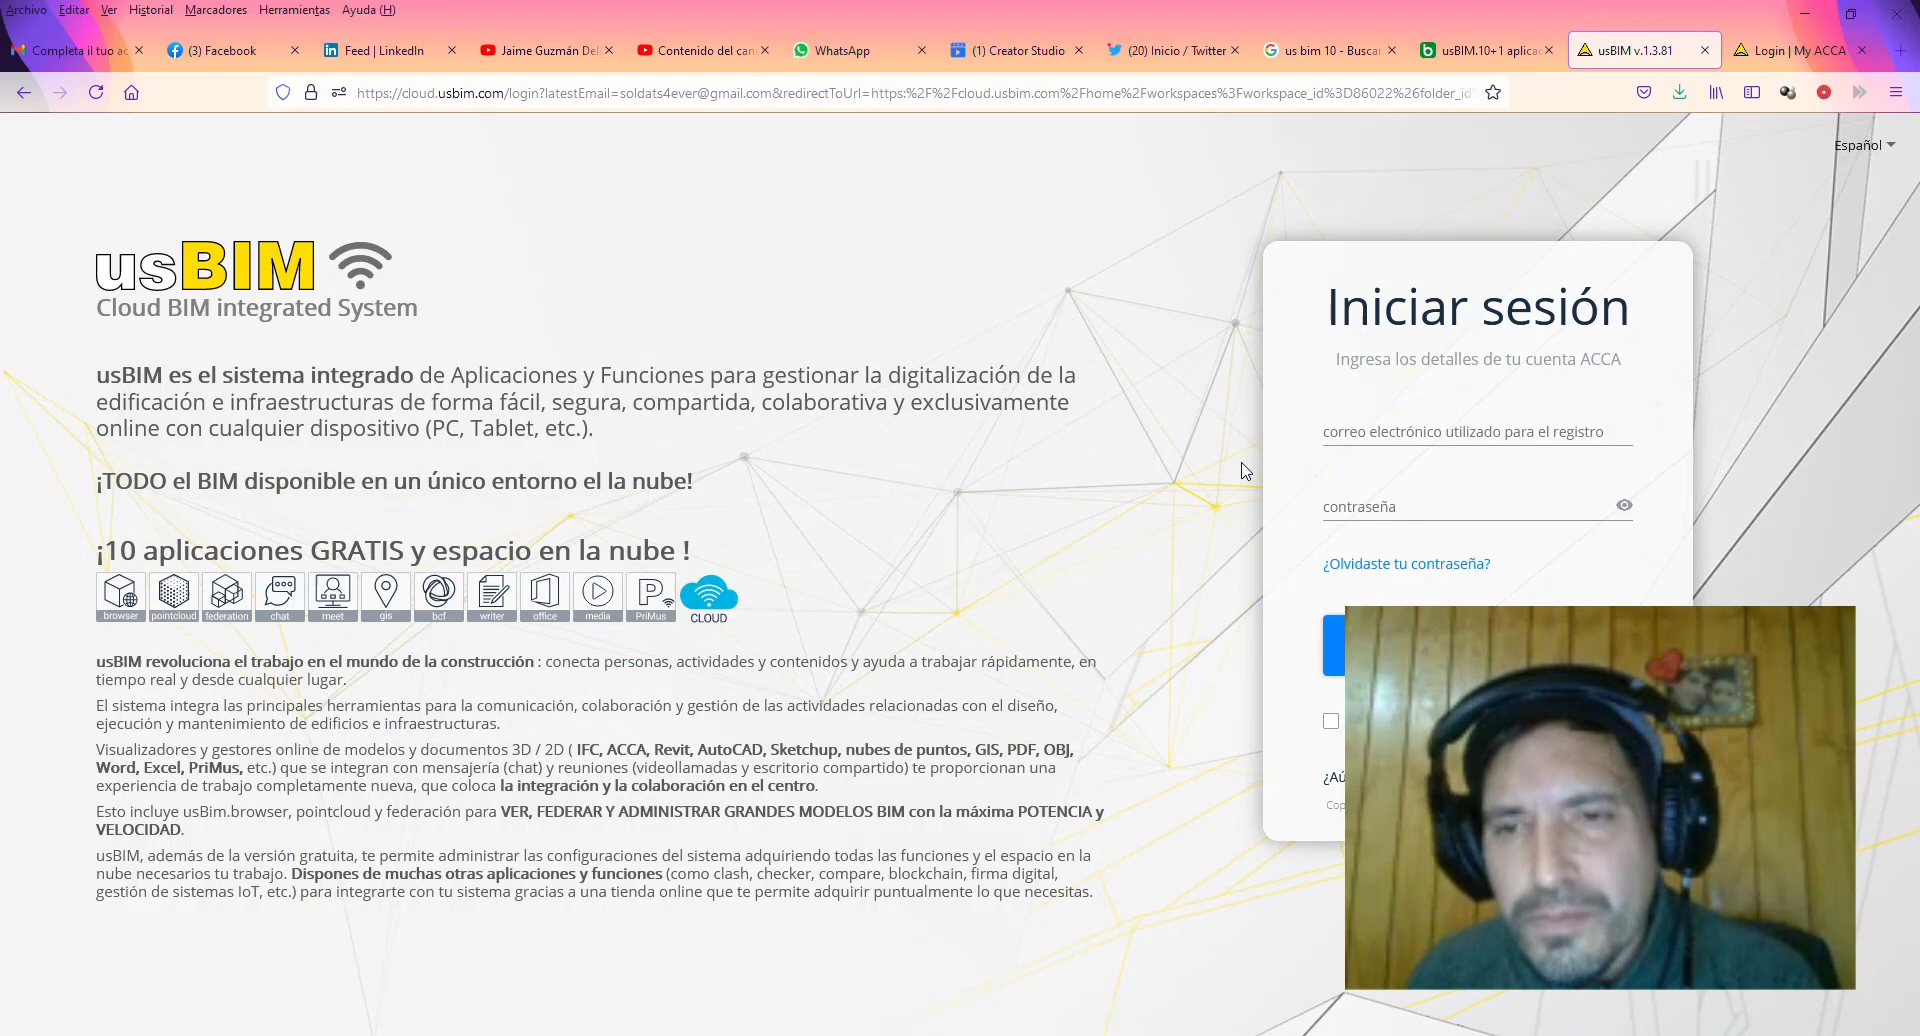 Archivo Editar Ver Historial Marcadores Herramientas Ayuda (H)
Completa il tuo ac
(3) Facebook
Feed | LinkedIn
Jaime Guzmán Del
Contenido del can
WhatsApp
(1) Creator Studio
(20) Inicio / Twitter
us bim 10 - Buscar
usBIM.10+1 aplicac
usBIM v.1.3.81
Login | My ACCA
https://cloud.usbim.com/login?latestEmail=soldats4ever@gmail.com&redirectToUrl=https:%2F%2Fcloud.usbim.com%2Fhome%2Fworkspaces%3Fworkspace_id%3D86022%26folder_id%
Español
usBIM
Cloud BIM integrated System
usBIM es el sistema integrado de Aplicaciones y Funciones para gestionar la digitalización de la
edificación e infraestructuras de forma fácil, segura, compartida, colaborativa y exclusivamente
online con cualquier dispositivo (PC, Tablet, etc.).
¡TODO el BIM disponible en un único entorno el la nube!
¡10 aplicaciones GRATIS y espacio en la nube !
browser pointcloud federation chat meet gis bcf writer office media PriMus CLOUD
usBIM revoluciona el trabajo en el mundo de la construcción : conecta personas, actividades y contenidos y ayuda a trabajar rápidamente, en
tiempo real y desde cualquier lugar.
El sistema integra las principales herramientas para la comunicación, colaboración y gestión de las actividades relacionadas con el diseño,
ejecución y mantenimiento de edificios e infraestructuras.
Visualizadores y gestores online de modelos y documentos 3D / 2D ( IFC, ACCA, Revit, AutoCAD, Sketchup, nubes de puntos, GIS, PDF, OBJ,
Word, Excel, PriMus, etc.) que se integran con mensajería (chat) y reuniones (videollamadas y escritorio compartido) te proporcionan una
experiencia de trabajo completamente nueva, que coloca la integración y la colaboración en el centro.
Esto incluye usBim.browser, pointcloud y federación para VER, FEDERAR Y ADMINISTRAR GRANDES MODELOS BIM con la máxima POTENCIA y
VELOCIDAD.
usBIM, además de la versión gratuita, te permite administrar las configuraciones del sistema adquiriendo todas las funciones y el espacio en la
nube necesarios tu trabajo. Dispones de muchas otras aplicaciones y funciones (como clash, checker, compare, blockchain, firma digital,
gestión de sistemas IoT, etc.) para integrarte con tu sistema gracias a una tienda online que te permite adquirir puntualmente lo que necesitas.
Iniciar sesión
Ingresa los detalles de tu cuenta ACCA
correo electrónico utilizado para el registro
contraseña
¿Olvidaste tu contraseña?
¿Aú
Cop